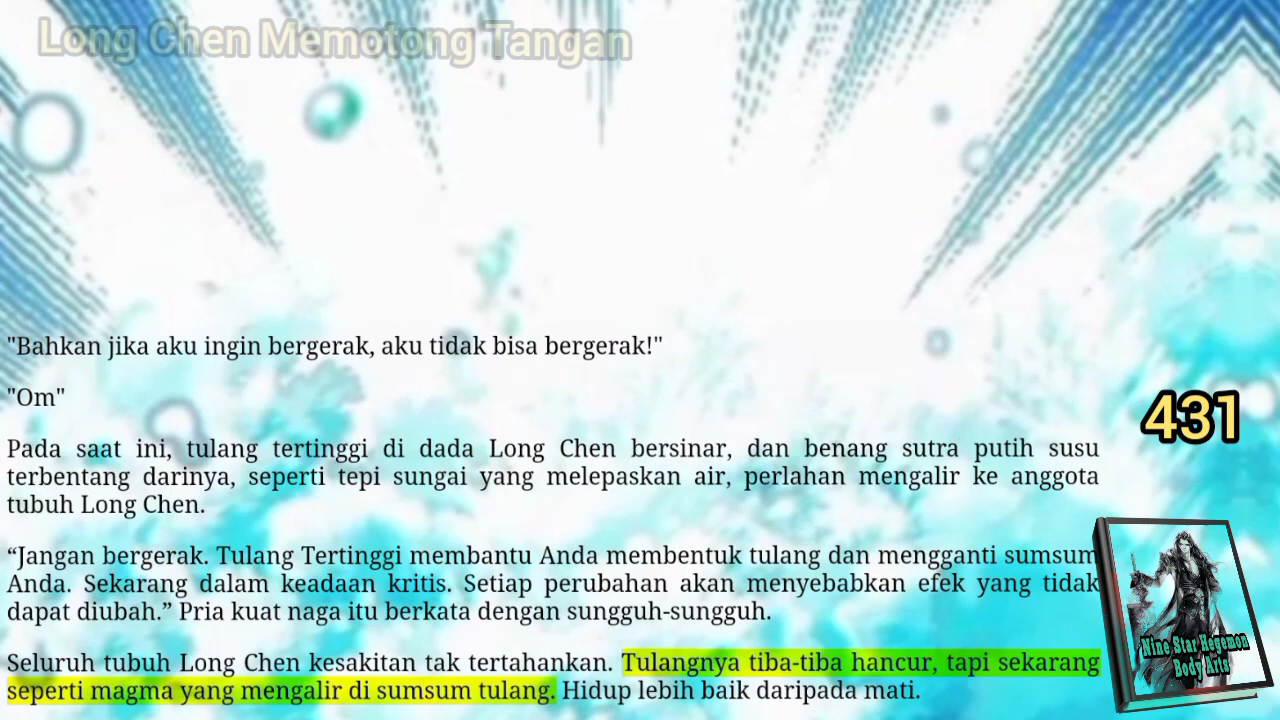 Long Chen Memotong Tangan
"Bahkan jika aku ingin bergerak, aku tidak bisa bergerak!"
"Om"
Pada saat ini, tulang tertinggi di dada Long Chen bersinar, dan benang sutra putih susu
terbentang darinya, seperti tepi sungai yang melepaskan air, perlahan mengalir ke anggota
tubuh Long Chen.
“Jangan bergerak. Tulang Tertinggi membantu Anda membentuk tulang dan mengganti sumsum
Anda. Sekarang dalam keadaan kritis. Setiap perubahan akan menyebabkan efek yang tidak
dapat diubah.” Pria kuat naga itu berkata dengan sungguh-sungguh.
Seluruh tubuh Long Chen kesakitan tak tertahankan. Tulangnya tiba-tiba hancur, tapi sekarang
seperti magma yang mengalir di sumsum tulang. Hidup lebih baik daripada mati.
431
Nine Star Hegemon
Body Arts